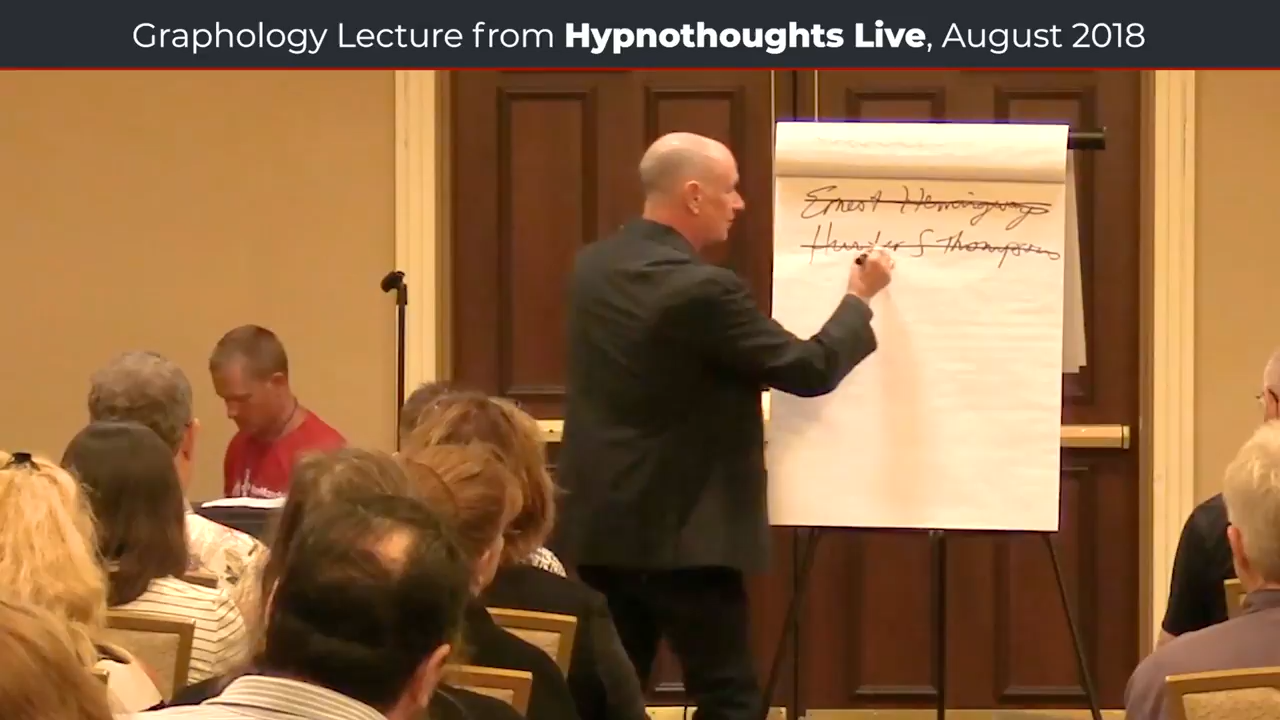 Graphology Lecture from Hypnothoughts Live, August 2018
Ernest Hemingway
Hunter S Thompson